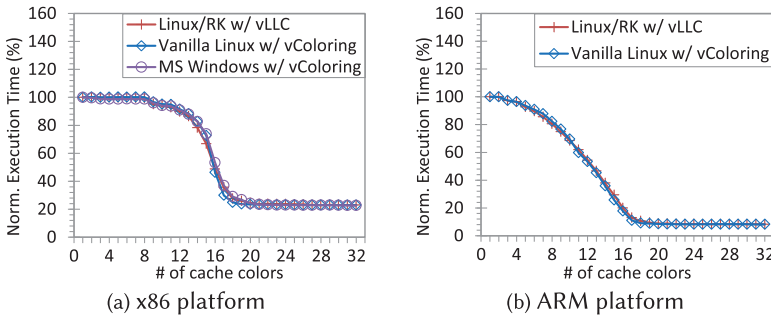 Norm. Execution Time (%)
160
140
120
100
80
60
40
20
0
Linux/RK w/ vLLC
Vanilla Linux w/ vColoring
MS Windows w/ vColoring
0 4 8 12 16 20 24 28 32
# of cache colors
(a) x86 platform
Norm. Execution Time (%)
160
140
120
100
80
60
40
20
0
Linux/RK w/ vLLC
Vanilla Linux w/ vColoring
0 4 8 12 16 20 24 28 32
# of cache colors
(b) ARM platform